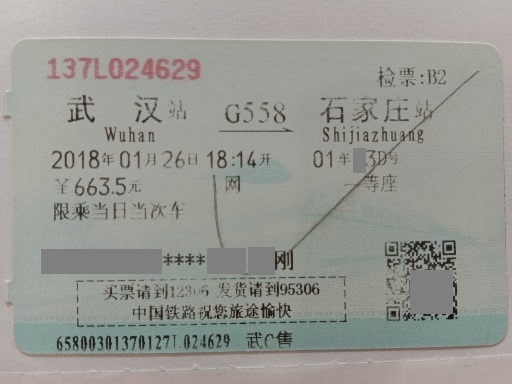 137L024629 检票:B2
武汉站 G558 石家庄站
Wuhan Shijiazhuang
2018年01月26日 18:14开 01车 3D号
￥663.5元 网 一等座
限乘当日当次车
**** 刚
买票请到12306 发货请到95306
中国铁路祝您旅途愉快
65800301370127L024629 武C售